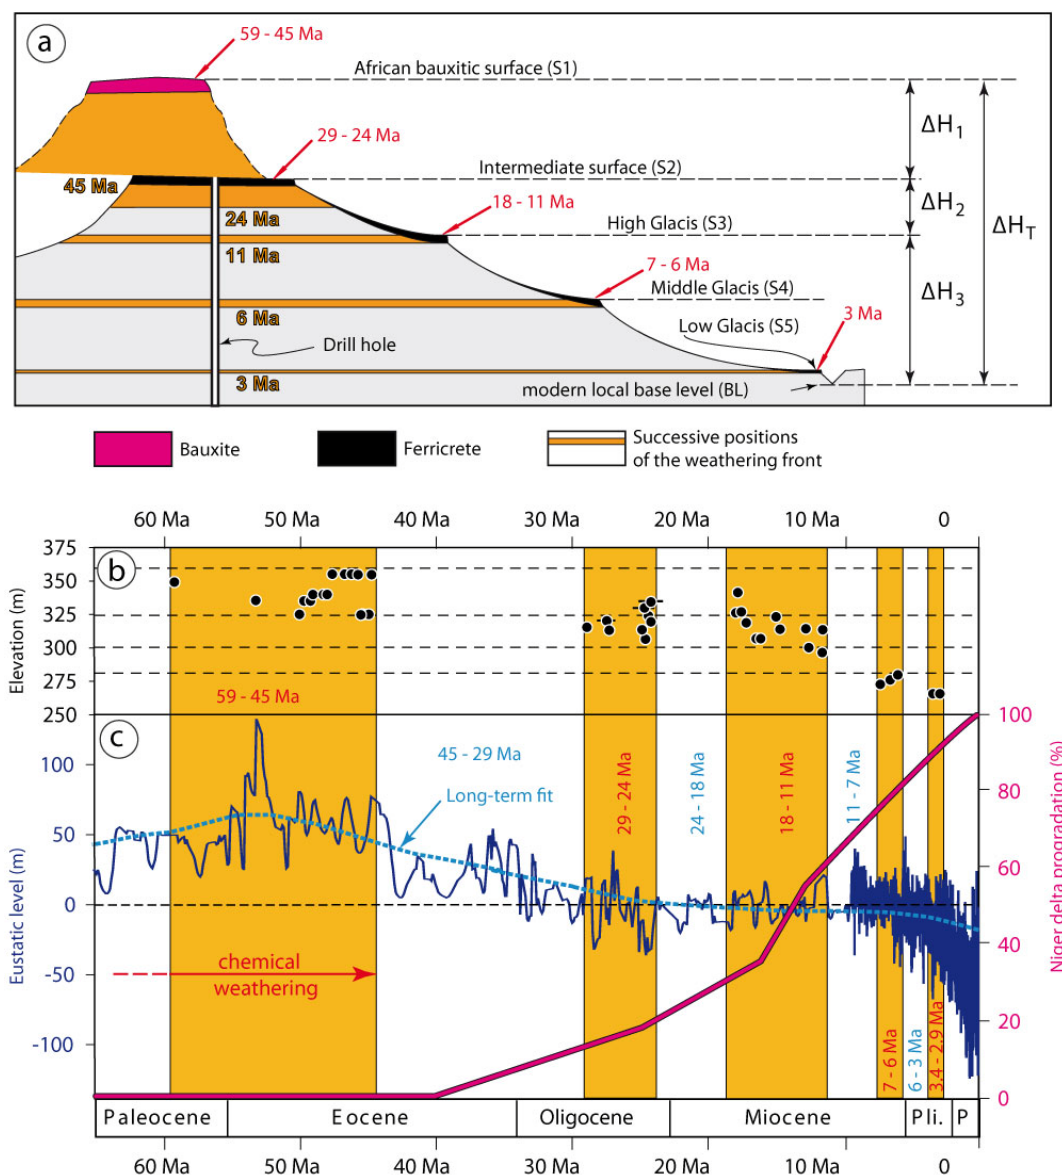 a
59 - 45 Ma
African bauxitic surface (S1)
ΔH1
29 - 24 Ma
Intermediate surface (S2)
45 Ma
18 - 11 Ma
ΔH2
24 Ma
High Glacis (S3)
ΔHT
11 Ma
7 - 6 Ma
Middle Glacis (S4)
ΔH3
3 Ma
6 Ma
Low Glacis (S5)
Drill hole
3 Ma
modern local base level (BL)
Bauxite
Ferricrete
Successive positions
of the weathering front
60 Ma 50 Ma 40 Ma 30 Ma 20 Ma 10 Ma 0
b
Elevation (m)
375
350
325
300
275
250
59 - 45 Ma
c
Eustatic level (m)
100
50
0
-50
-100
45 - 29 Ma
Long-term fit
29 - 24 Ma
24 - 18 Ma
18 - 11 Ma
11 - 7 Ma
7 - 6 Ma
6 - 3 Ma
3.4 - 2.9 Ma
chemical
weathering
100
80
60
40
20
0
Niger delta progradation (%)
Paleocene Eocene Oligocene Miocene Pli. P
60 Ma 50 Ma 40 Ma 30 Ma 20 Ma 10 Ma 0